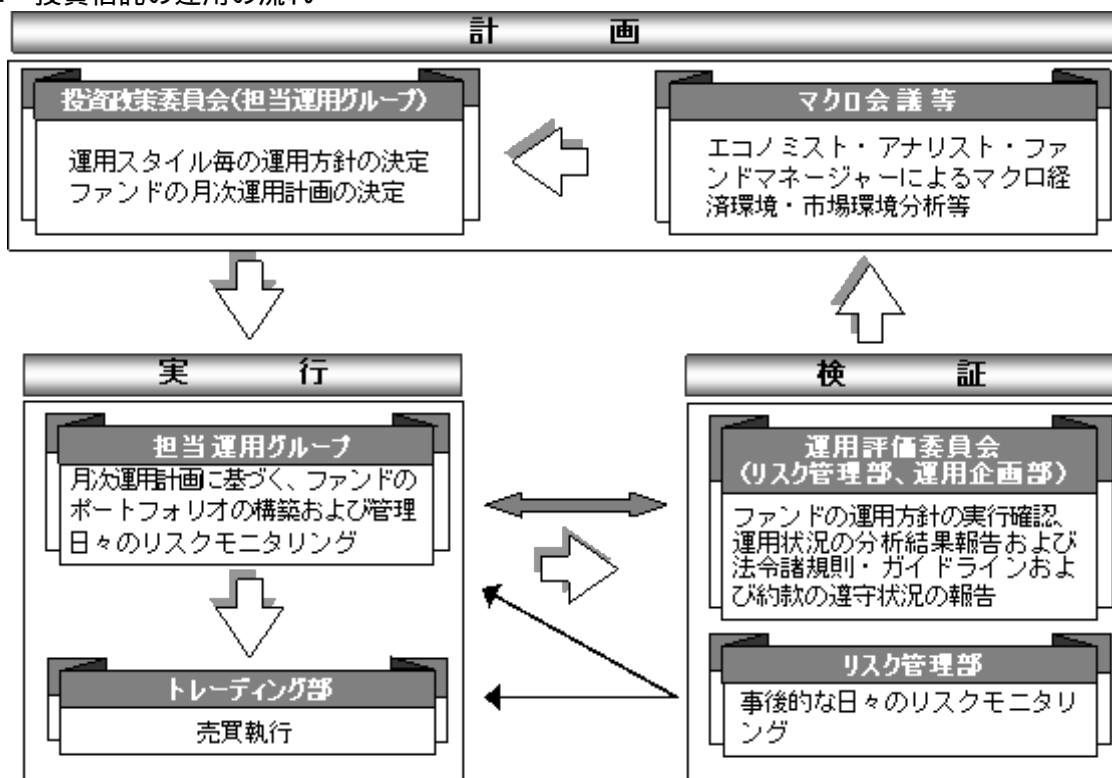 投資信託の運用の流れ
計 画
投資政策委員会(担当運用グループ)
運用スタイル毎の運用方針の決定
ファンドの月次運用計画の決定
マクロ会議等
エコノミスト・アナリスト・ファ
ンドマネージャーによるマクロ経
済環境・市場環境分析等
実 行
担当運用グループ
月次運用計画に基づく、ファンドの
ポートフォリオの構築および管理
日々のリスクモニタリング
トレーディング部
売買執行
検 証
運用評価委員会
(リスク管理部、運用企画部)
ファンドの運用方針の実行確認、
運用状況の分析結果報告および
法令諸規則・ガイドラインおよ
び約款の遵守状況の報告
リスク管理部
事後的な日々のリスクモニタリ
ング